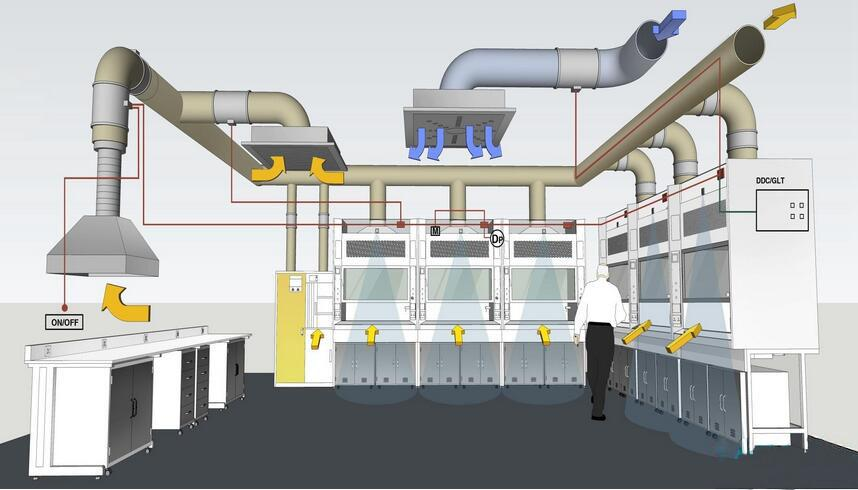 DDC/GLT
M
Dp
ON/OFF